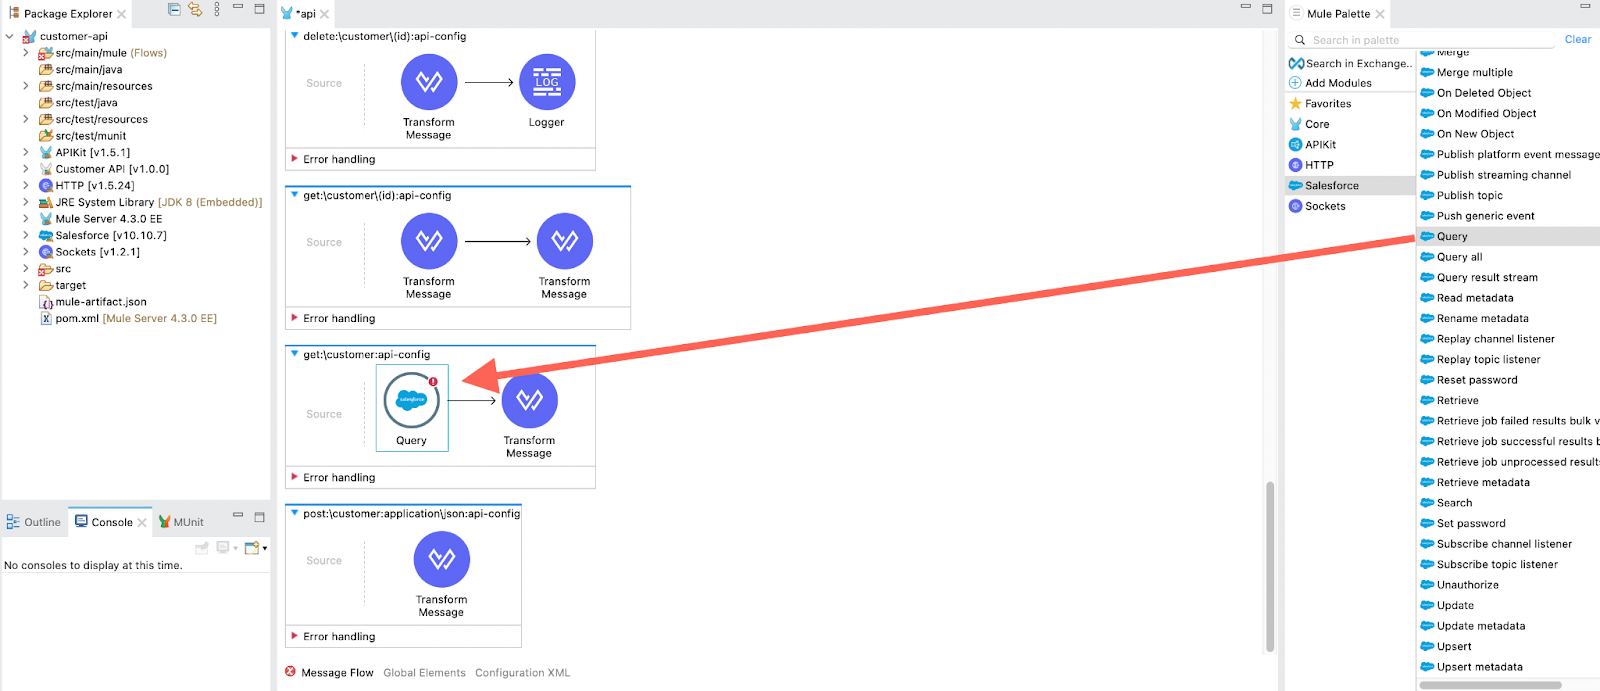 Package Explorer
customer-api
src/main/mule (Flows)
src/main/java
src/main/resources
src/test/java
src/test/resources
src/test/munit
APIKit [v1.5.1]
Customer API [v1.0.0]
HTTP [v1.5.24]
JRE System Library [JDK 8 (Embedded)]
Mule Server 4.3.0 EE
Salesforce [v10.10.7]
Sockets [v1.2.1]
src
target
mule-artifact.json
pom.xml [Mule Server 4.3.0 EE]
Outline
Console
MUnit
No consoles to display at this time.
*api
delete:\customer\(id):api-config
Source
Transform
Message
LOG
Logger
Error handling
get:\customer\(id):api-config
Source
Transform
Message
Transform
Message
Error handling
get:\customer:api-config
Source
salesforce
Query
Transform
Message
Error handling
post:\customer:application\json:api-config
Source
Transform
Message
Error handling
Message Flow
Global Elements
Configuration XML
Mule Palette
Search in palette
Clear
Search in Exchange..
Add Modules
Favorites
Core
APIKit
HTTP
Salesforce
Sockets
Merge
Merge multiple
On Deleted Object
On Modified Object
On New Object
Publish platform event message
Publish streaming channel
Publish topic
Push generic event
Query
Query all
Query result stream
Read metadata
Rename metadata
Replay channel listener
Replay topic listener
Reset password
Retrieve
Retrieve job failed results bulk v
Retrieve job successful results b
Retrieve job unprocessed results
Retrieve metadata
Search
Set password
Subscribe channel listener
Subscribe topic listener
Unauthorize
Update
Update metadata
Upsert
Upsert metadata